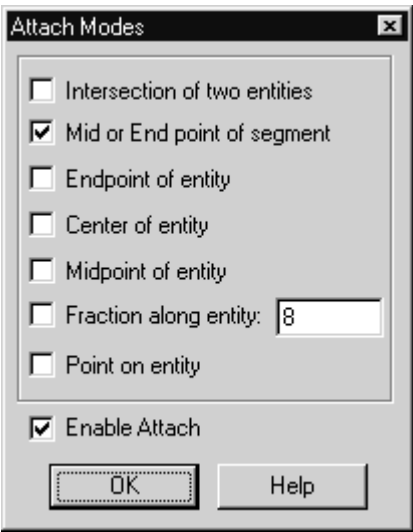 Attach Modes
Intersection of two entities
Mid or End point of segment
Endpoint of entity
Center of entity
Midpoint of entity
Fraction along entity: 8
Point on entity
Enable Attach
OK Help